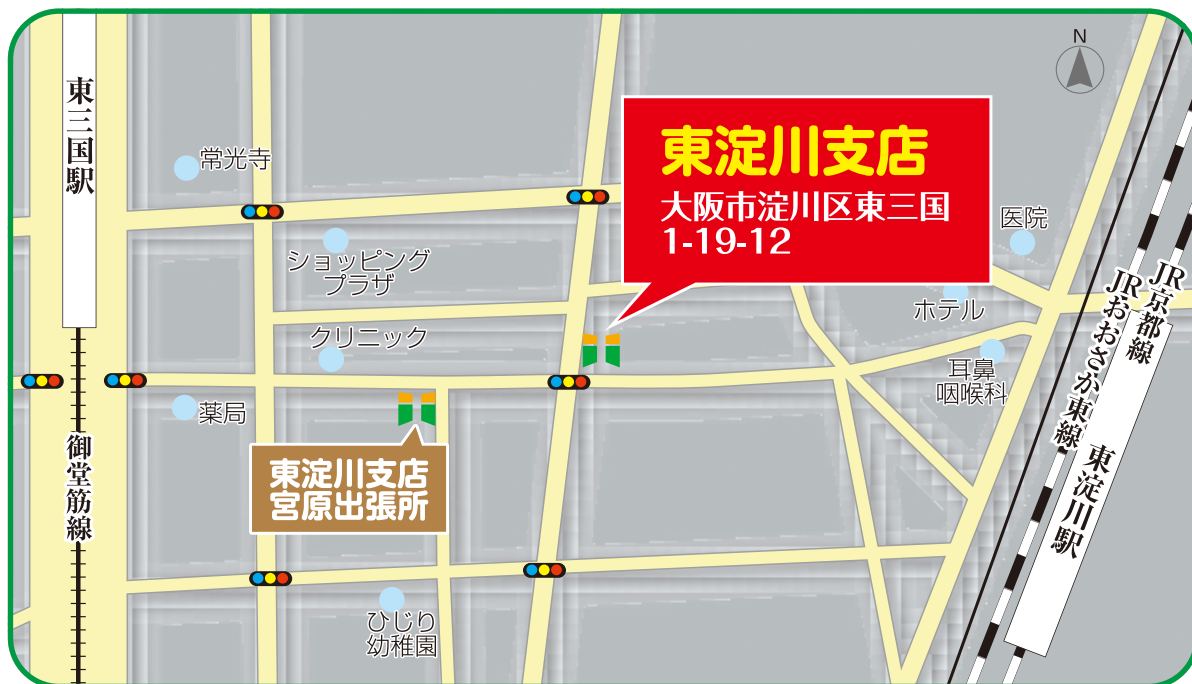 N
東三国駅
常光寺
東淀川支店
大阪市淀川区東三国
1-19-12
医院
ショッピング
プラザ
ホテル
JR京都線
JRおおさか東線
クリニック
耳鼻
咽喉科
薬局
御堂筋線
東淀川支店
宮原出張所
東淀川駅
ひじり
幼稚園